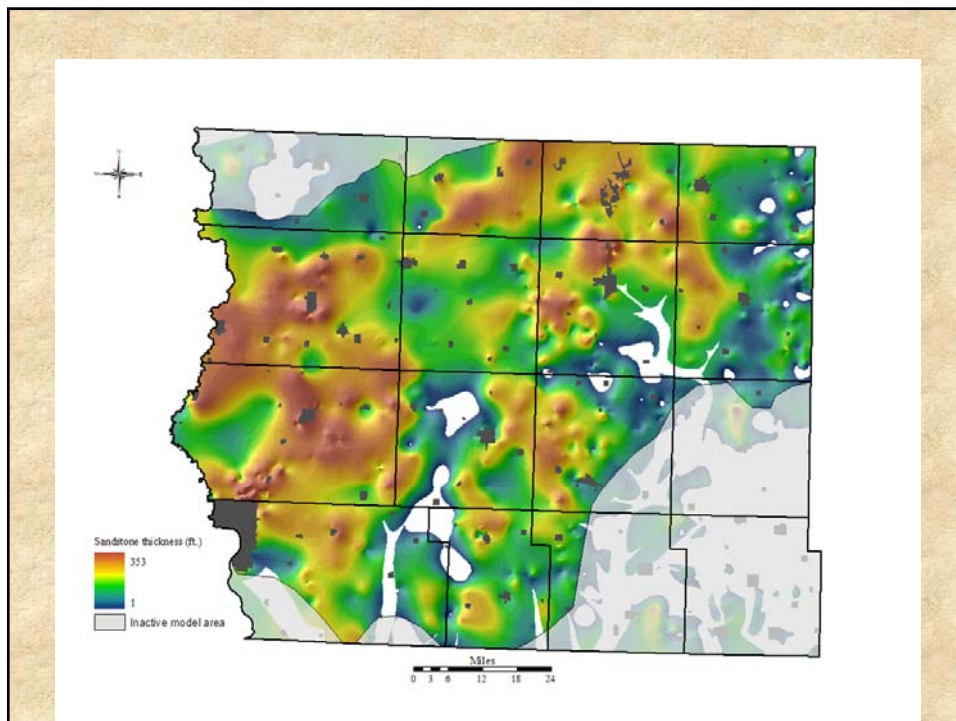 Sandstone thickness (ft.)
353
1
Inactive model area
Miles
0 3 6 12 18 24